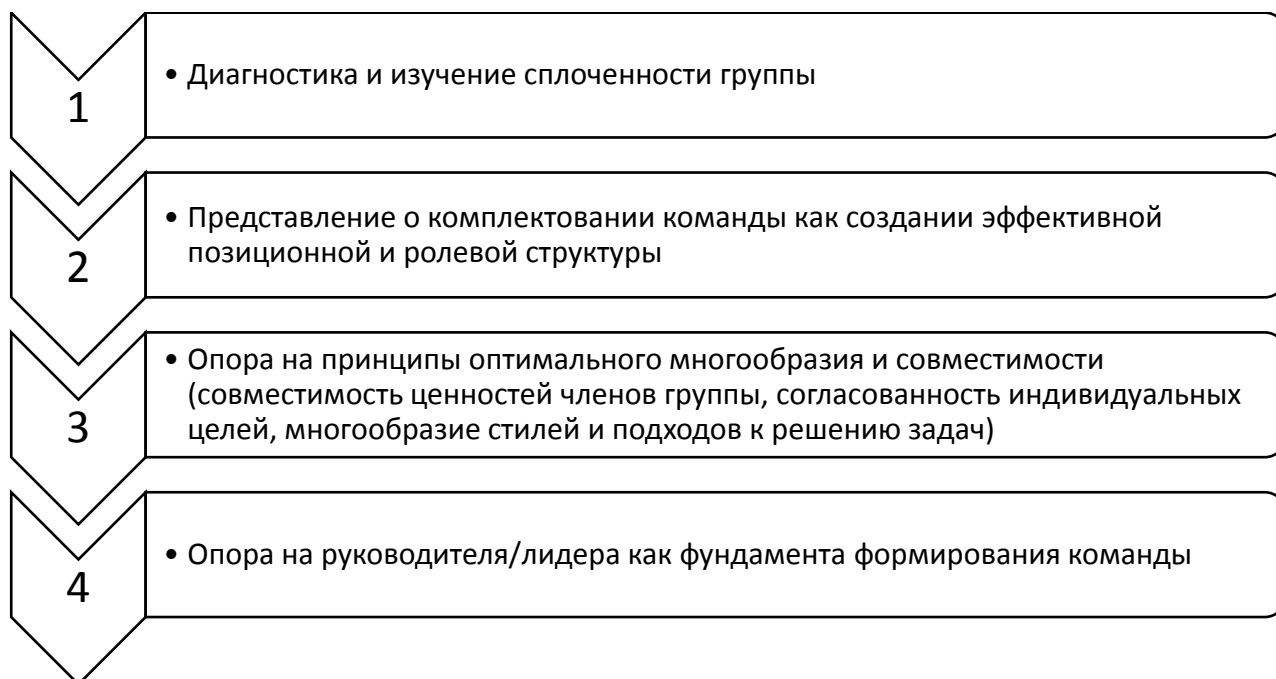 1
• Диагностика и изучение сплоченности группы
2
• Представление о комплектовании команды как создании эффективной
позиционной и ролевой структуры
3
• Опора на принципы оптимального многообразия и совместимости
(совместимость ценностей членов группы, согласованность индивидуальных
целей, многообразие стилей и подходов к решению задач)
4
• Опора на руководителя/лидера как фундамента формирования команды